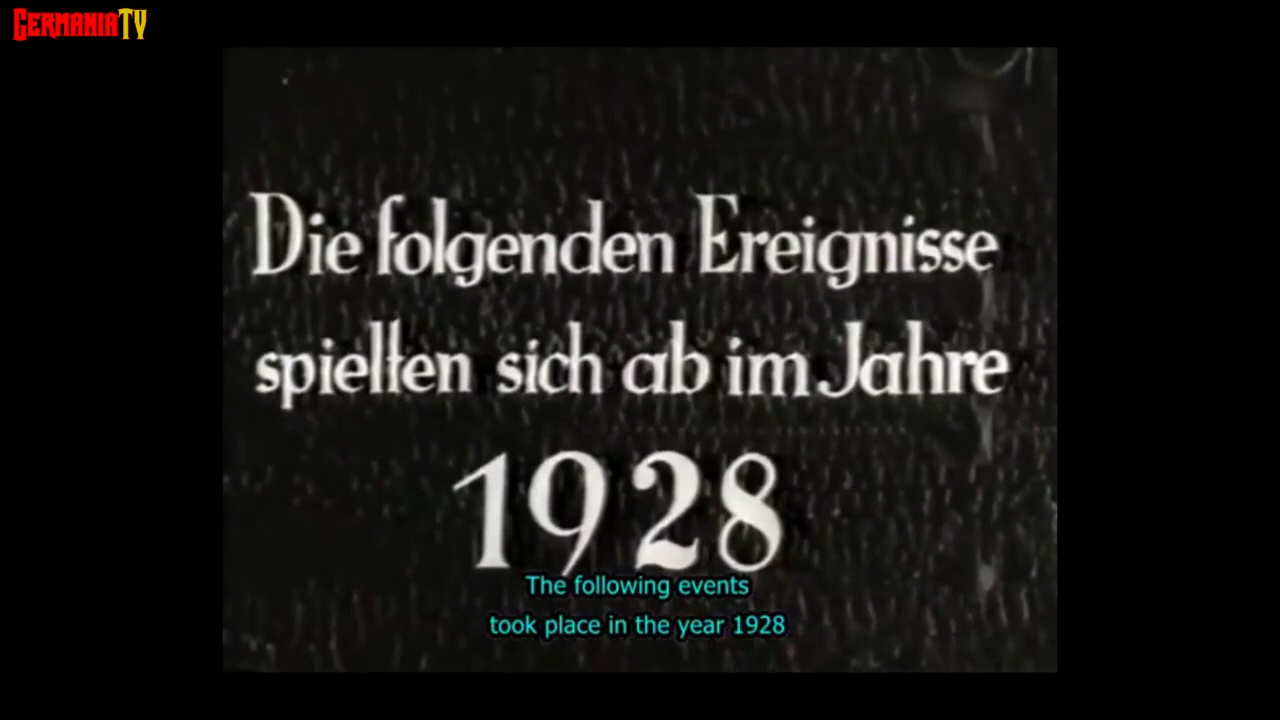 GERMANIATV
Die folgenden Ereignisse
spielten sich ab im Jahre
1928
The following events
took place in the year 1928